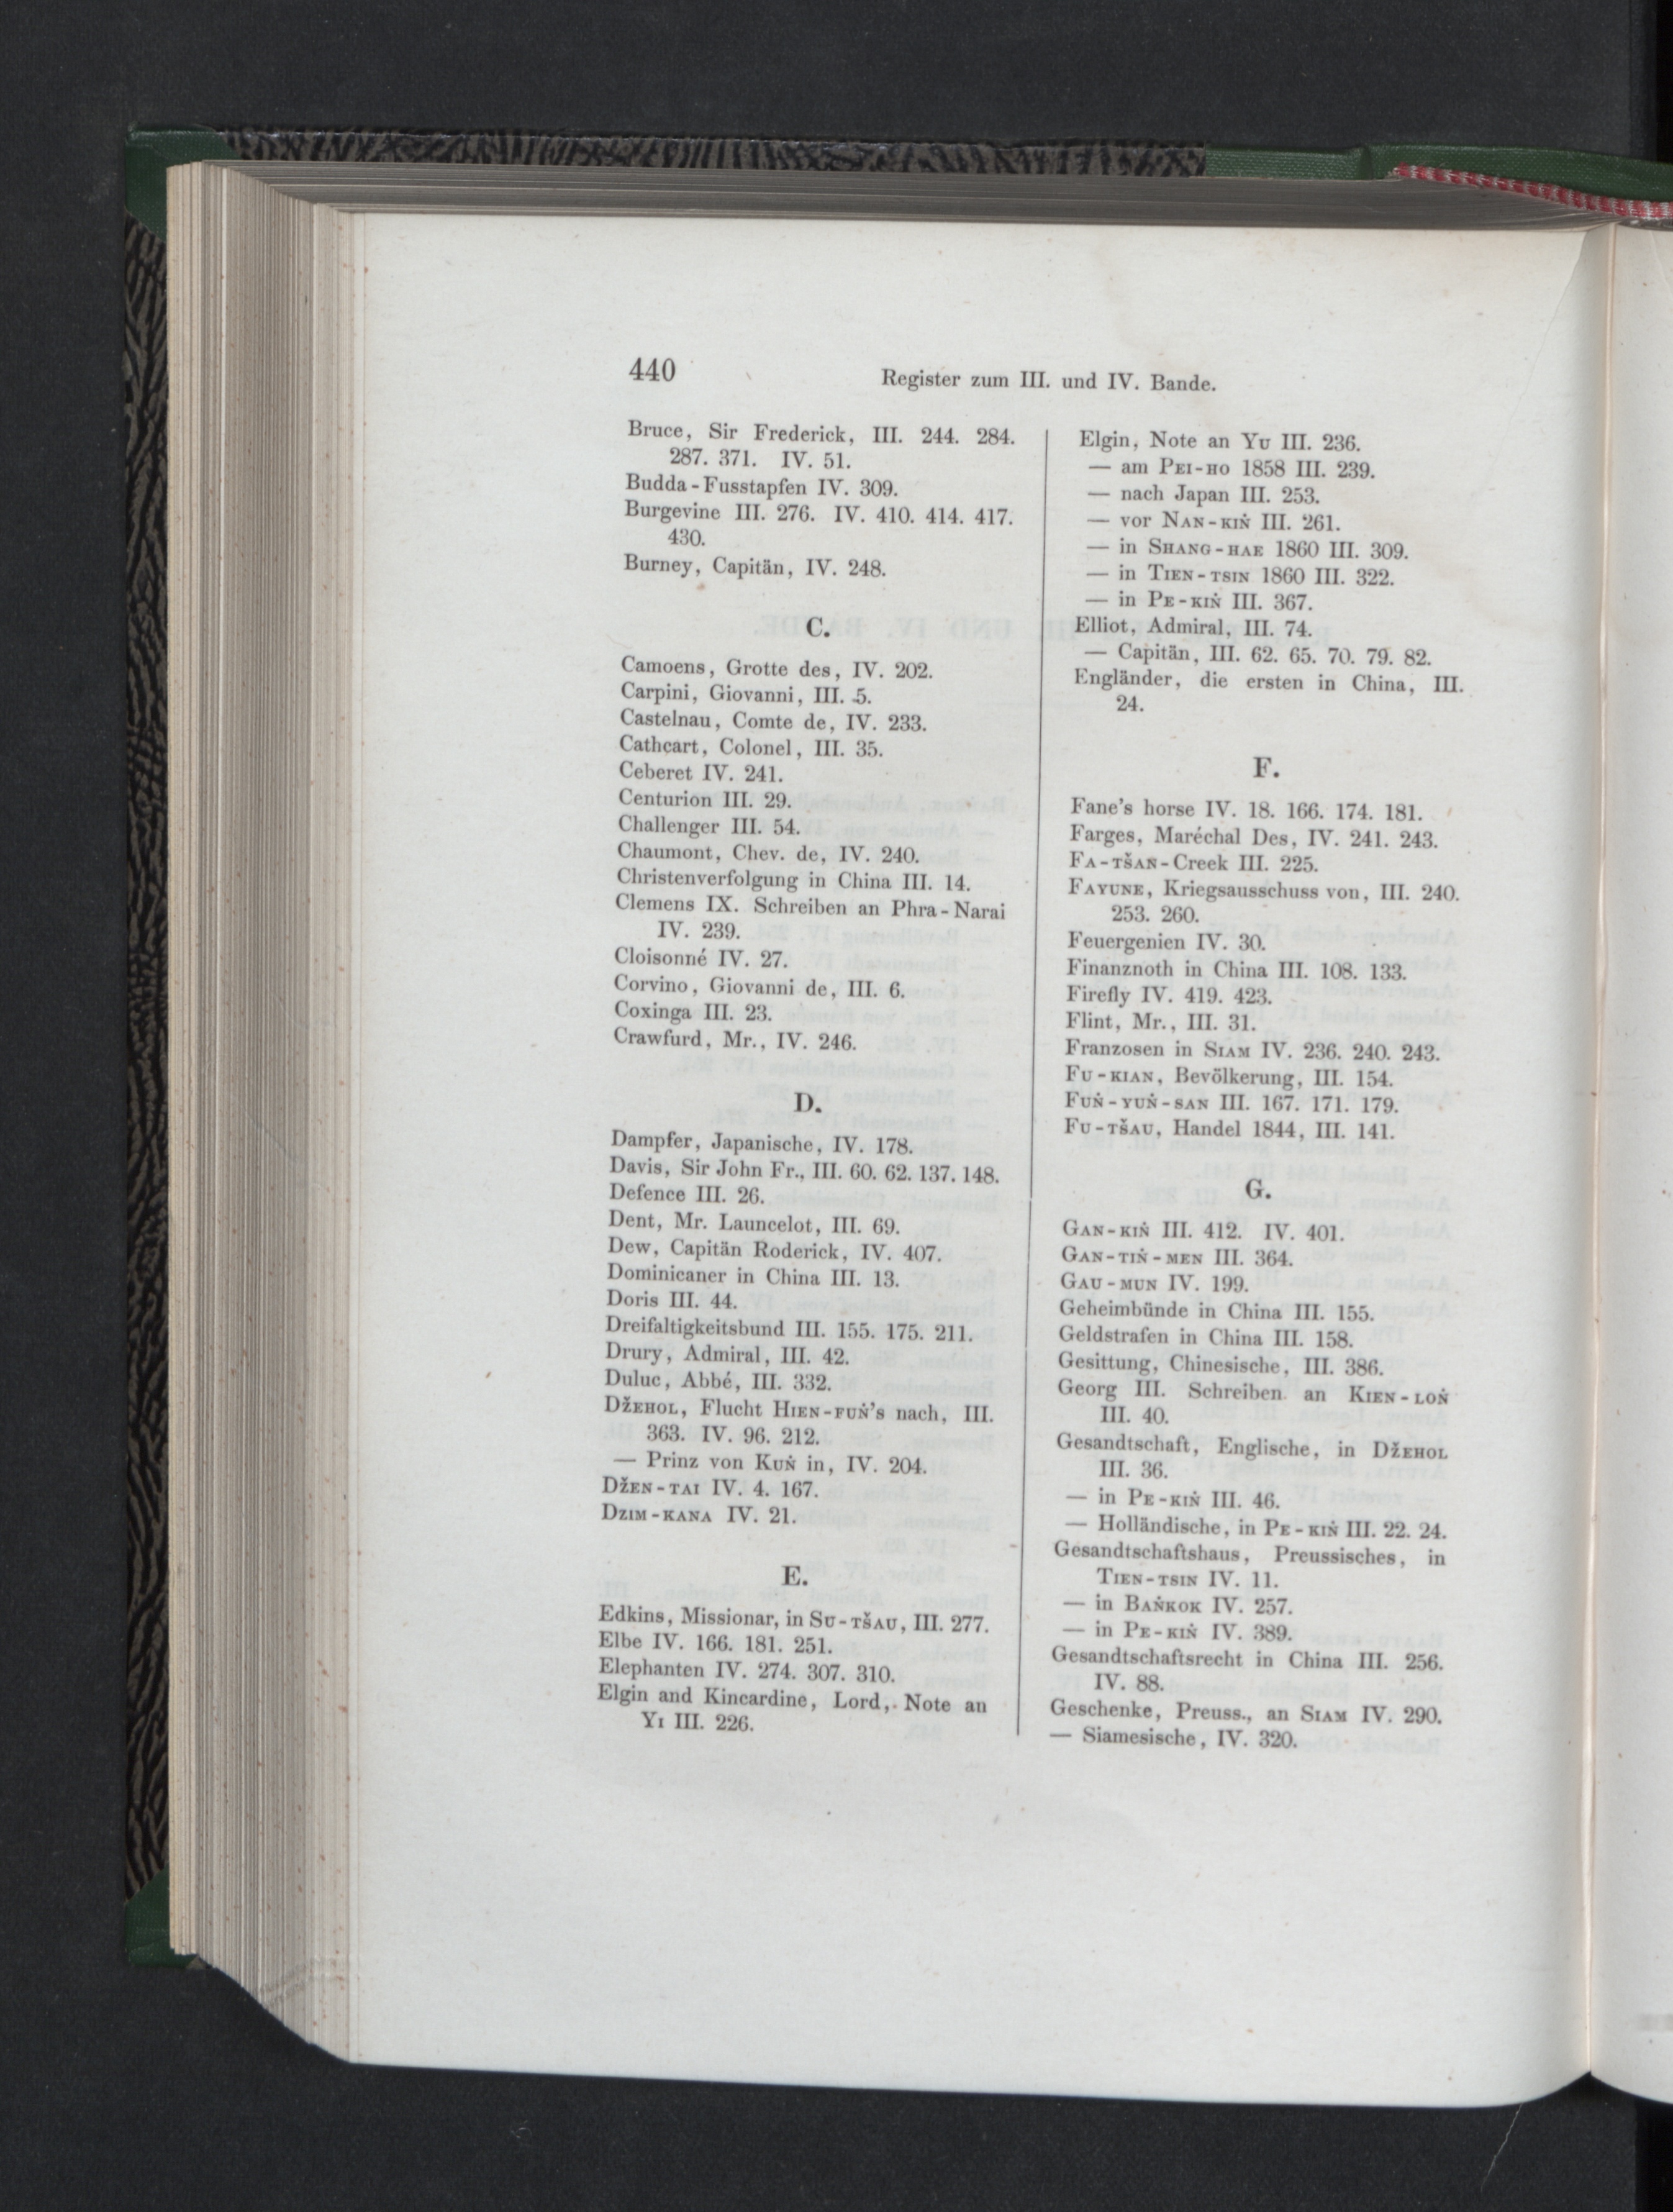 440
Register zum III. und IV. Bande.
Bruce, Sir Frederick, III. 244. 284.
287. 371. IV. 51.
Budda-Fusstapfen IV. 309.
Burgevine III. 276. IV. 410. 414. 417.
430.
Burney, Capitän, IV. 248.
C.
Camoens, Grotte des, IV. 202.
Carpini, Giovanni, III. 5.
Castelnau, Comte de, IV. 233.
Cathcart, Colonel, III. 35.
Ceberet IV. 241.
Centurion III. 29.
Challenger III. 54.
Chaumont, Chev. de, IV. 240.
Christenverfolgung in China III. 14.
Clemens IX. Schreiben an Phra-Narai
IV. 239.
Cloisonné IV. 27.
Corvino, Giovanni de, III. 6.
Coxinga III. 23.
Crawfurd, Mr., IV. 246.
D.
Dampfer, Japanische, IV. 178.
Davis, Sir John Fr., III. 60. 62. 137. 148.
Defence III. 26.
Dent, Mr. Launcelot, III. 69.
Dew, Capitän Roderick, IV. 407.
Dominicaner in China III. 13.
Doris III. 44.
Dreifaltigkeitsbund III. 155. 175. 211.
Drury, Admiral, III. 42.
Duluc, Abbé, III. 332.
Džehol, Flucht Hien-fuṅ's nach, III.
363. IV. 96. 212.
— Prinz von Kuṅ in, IV. 204.
Džen-tai IV. 4. 167.
Dzim-kana IV. 21.
E.
Edkins, Missionar, in Su-tšau, III. 277.
Elbe IV. 166. 181. 251.
Elephanten IV. 274. 307. 310.
Elgin and Kincardine, Lord, Note an
Yi III. 226.
Elgin, Note an Yu III. 236.
— am Pei-ho 1858 III. 239.
— nach Japan III. 253.
— vor Nan-kiṅ III. 261.
— in Shang-hae 1860 III. 309.
— in Tien-tsin 1860 III. 322.
— in Pe-kiṅ III. 367.
Elliot, Admiral, III. 74.
— Capitän, III. 62. 65. 70. 79. 82.
Engländer, die ersten in China, III.
24.
F.
Fane's horse IV. 18. 166. 174. 181.
Farges, Maréchal Des, IV. 241. 243.
Fa-tšan-Creek III. 225.
Fayune, Kriegsausschuss von, III. 240.
253. 260.
Feuergenien IV. 30.
Finanznoth in China III. 108. 133.
Firefly IV. 419. 423.
Flint, Mr., III. 31.
Franzosen in Siam IV. 236. 240. 243.
Fu-kian, Bevölkerung, III. 154.
Fuṅ-yuṅ-san III. 167. 171. 179.
Fu-tšau, Handel 1844, III. 141.
G.
Gan-kiṅ III. 412. IV. 401.
Gan-tiṅ-men III. 364.
Gau-mun IV. 199.
Geheimbünde in China III. 155.
Geldstrafen in China III. 158.
Gesittung, Chinesische, III. 386.
Georg III. Schreiben an Kien-loṅ
III. 40.
Gesandtschaft, Englische, in Džehol
III. 36.
— in Pe-kiṅ III. 46.
— Holländische, in Pe-kiṅ III. 22. 24.
Gesandtschaftshaus, Preussisches, in
Tien-tsin IV. 11.
— in Baṅkok IV. 257.
— in Pe-kiṅ IV. 389.
Gesandtschaftsrecht in China III. 256.
IV. 88.
Geschenke, Preuss., an Siam IV. 290.
— Siamesische, IV. 320.